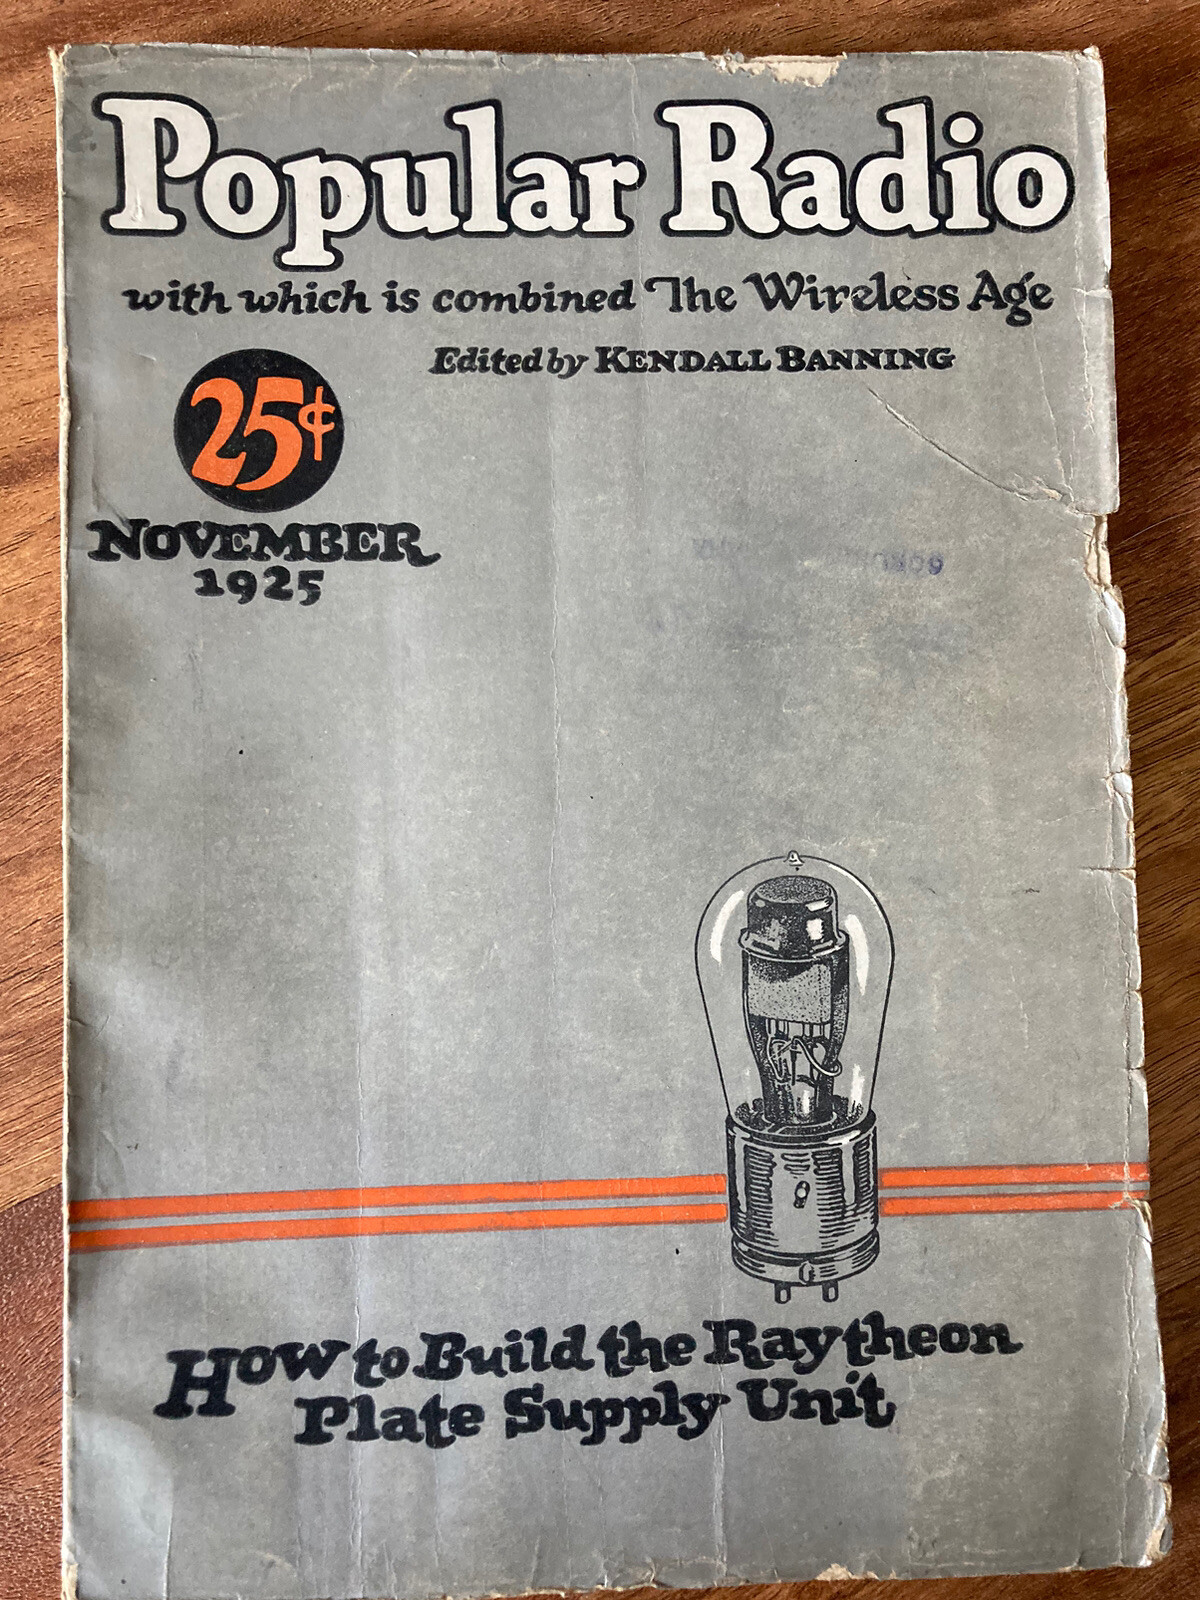 Popular Radio
with which is combined The Wireless Age
Edited by KENDALL BANNING
25¢
NOVEMBER
1925
How to Build the Raytheon
Plate Supply Unit